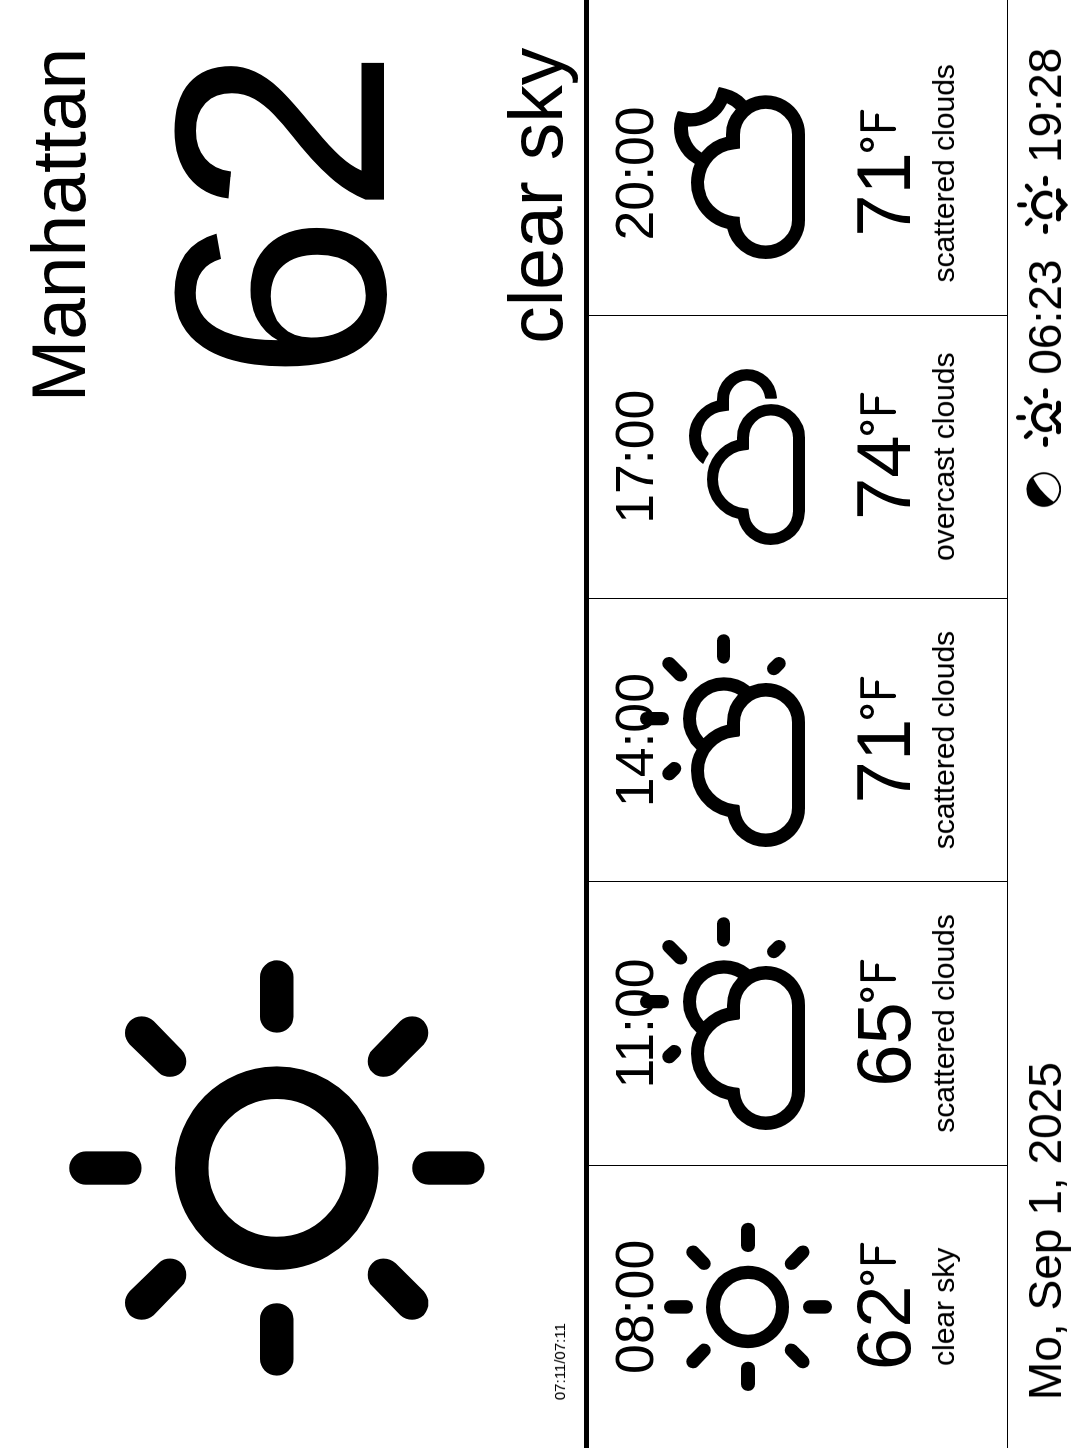 Manhattan
62
clear sky
07:11/07:11
08:00
62°F
clear sky
11:00
65°F
scattered clouds
14:00
71°F
scattered clouds
17:00
74°F
overcast clouds
20:00
71°F
scattered clouds
Mo, Sep 1, 2025
06:23
19:28